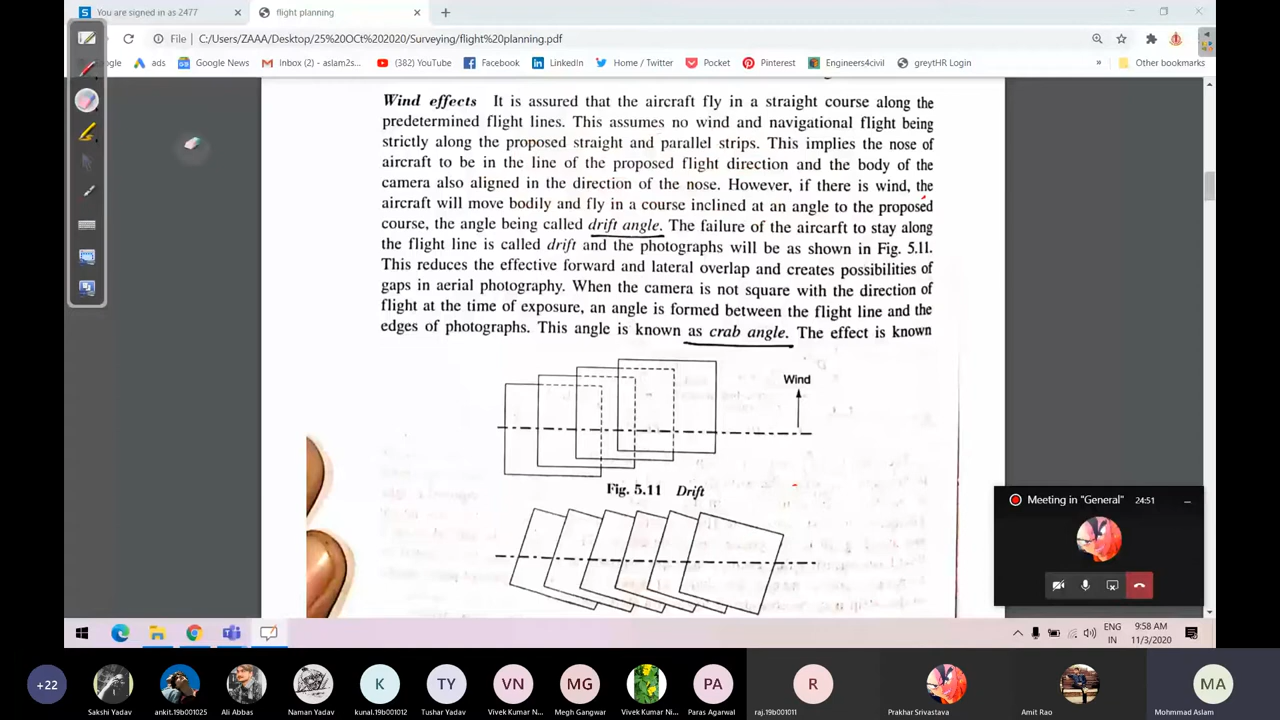 You are signed in as 2477
flight planning
File
C:/Users/ZAAA/Desktop/25%20OCt%202020/Surveying/flight%20planning.pdf
ogle
ads
Google News
Inbox (2) - aslam2s...
(382) YouTube
Facebook
LinkedIn
Home / Twitter
Pocket
Pinterest
Engineers4civil
greytHR Login
»
Other bookmarks
Wind effects It is assured that the aircraft fly in a straight course along the
predetermined flight lines. This assumes no wind and navigational flight being
strictly along the proposed straight and parallel strips. This implies the nose of
aircraft to be in the line of the proposed flight direction and the body of the
camera also aligned in the direction of the nose. However, if there is wind, the
aircraft will move bodily and fly in a course inclined at an angle to the proposed
course, the angle being called drift angle. The failure of the aircarft to stay along
the flight line is called drift and the photographs will be as shown in Fig. 5.11.
This reduces the effective forward and lateral overlap and creates possibilities of
gaps in aerial photography. When the camera is not square with the direction of
flight at the time of exposure, an angle is formed between the flight line and the
edges of photographs. This angle is known as crab angle. The effect is known
Wind
Fig. 5.11 Drift
Meeting in "General"
24:51
ENG
IN
9:58 AM
11/3/2020
+22
Sakshi Yadav
ankit.19b001025
Ali Abbas
Naman Yadav
K
kunal.19b001012
TY
Tushar Yadav
VN
Vivek Kumar N...
MG
Megh Gangwar
Vivek Kumar Ni...
PA
Paras Agarwal
R
raj.19b001011
Prakhar Srivastava
Amit Rao
MA
Mohmmad Aslam